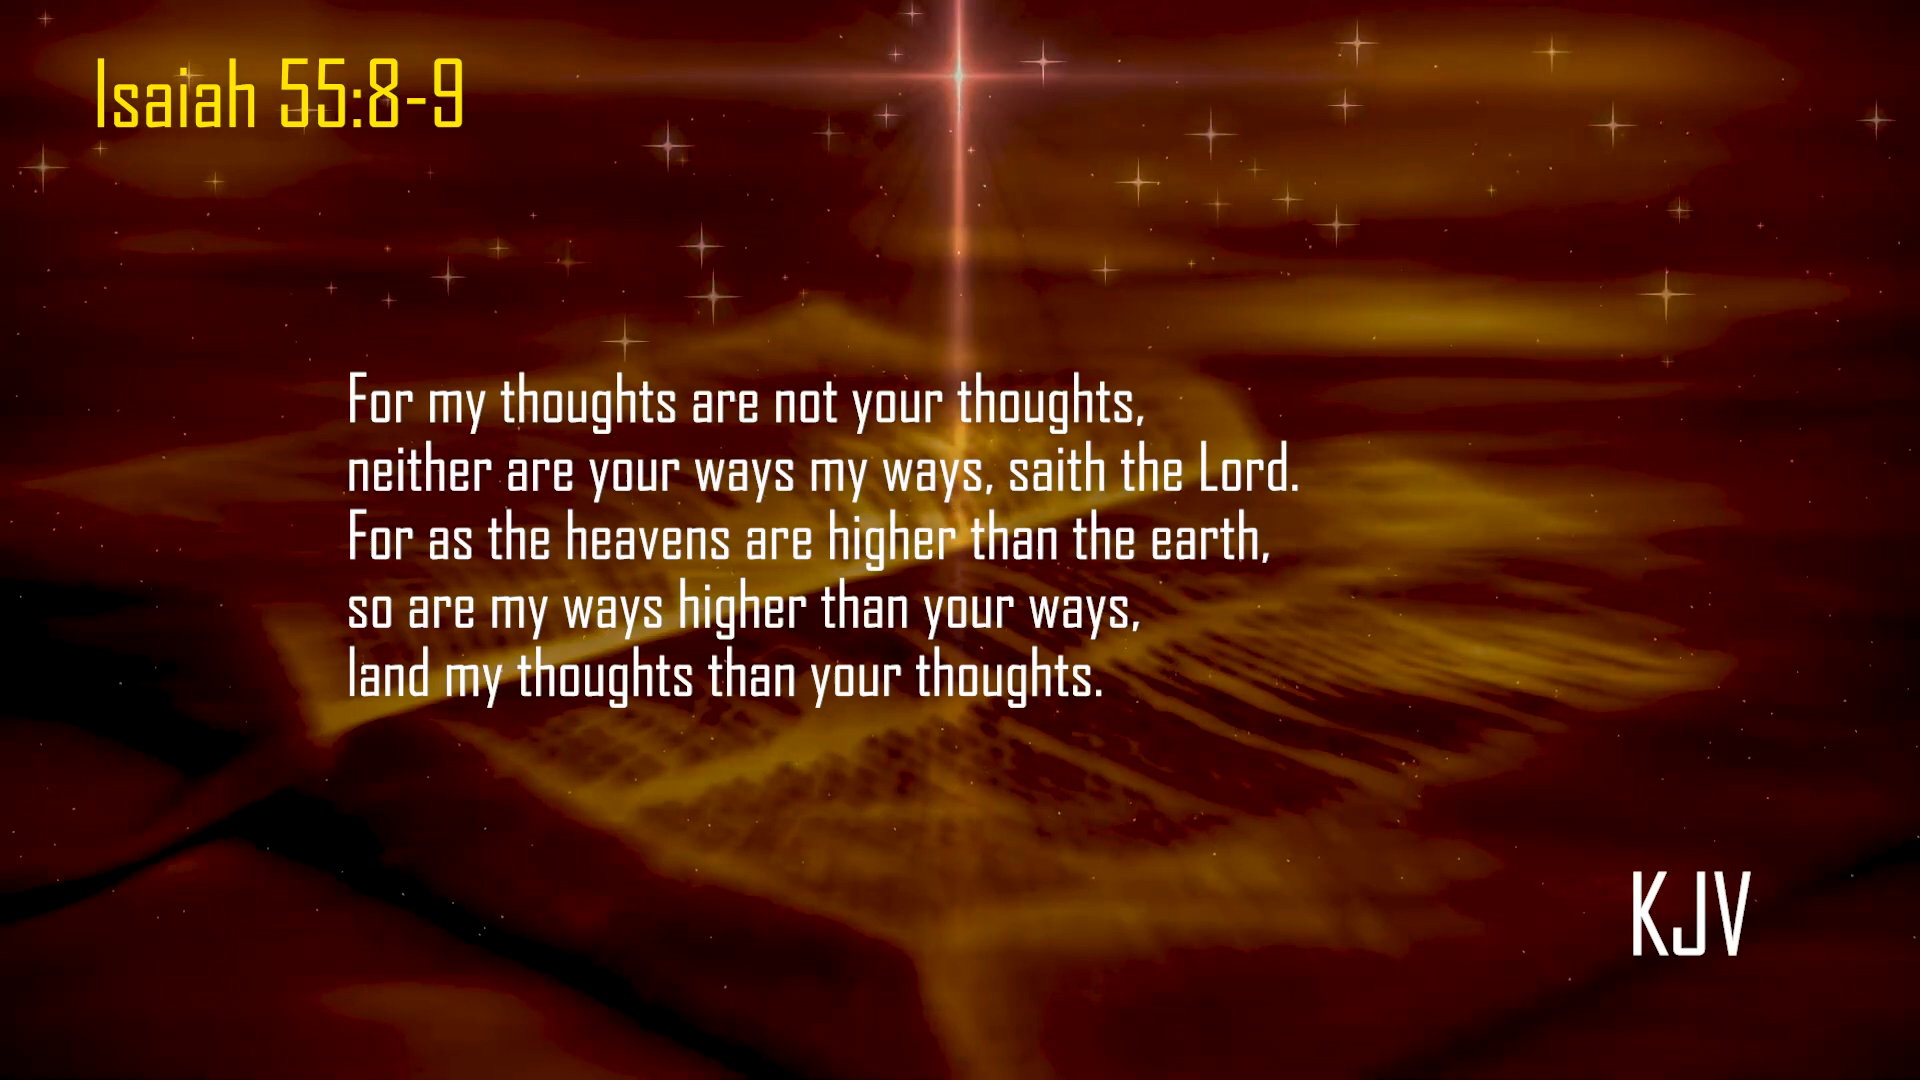 Isaiah 55:8-9
For my thoughts are not your thoughts,
neither are your ways my ways, saith the Lord.
For as the heavens are higher than the earth,
so are my ways higher than your ways,
land my thoughts than your thoughts.
KJV